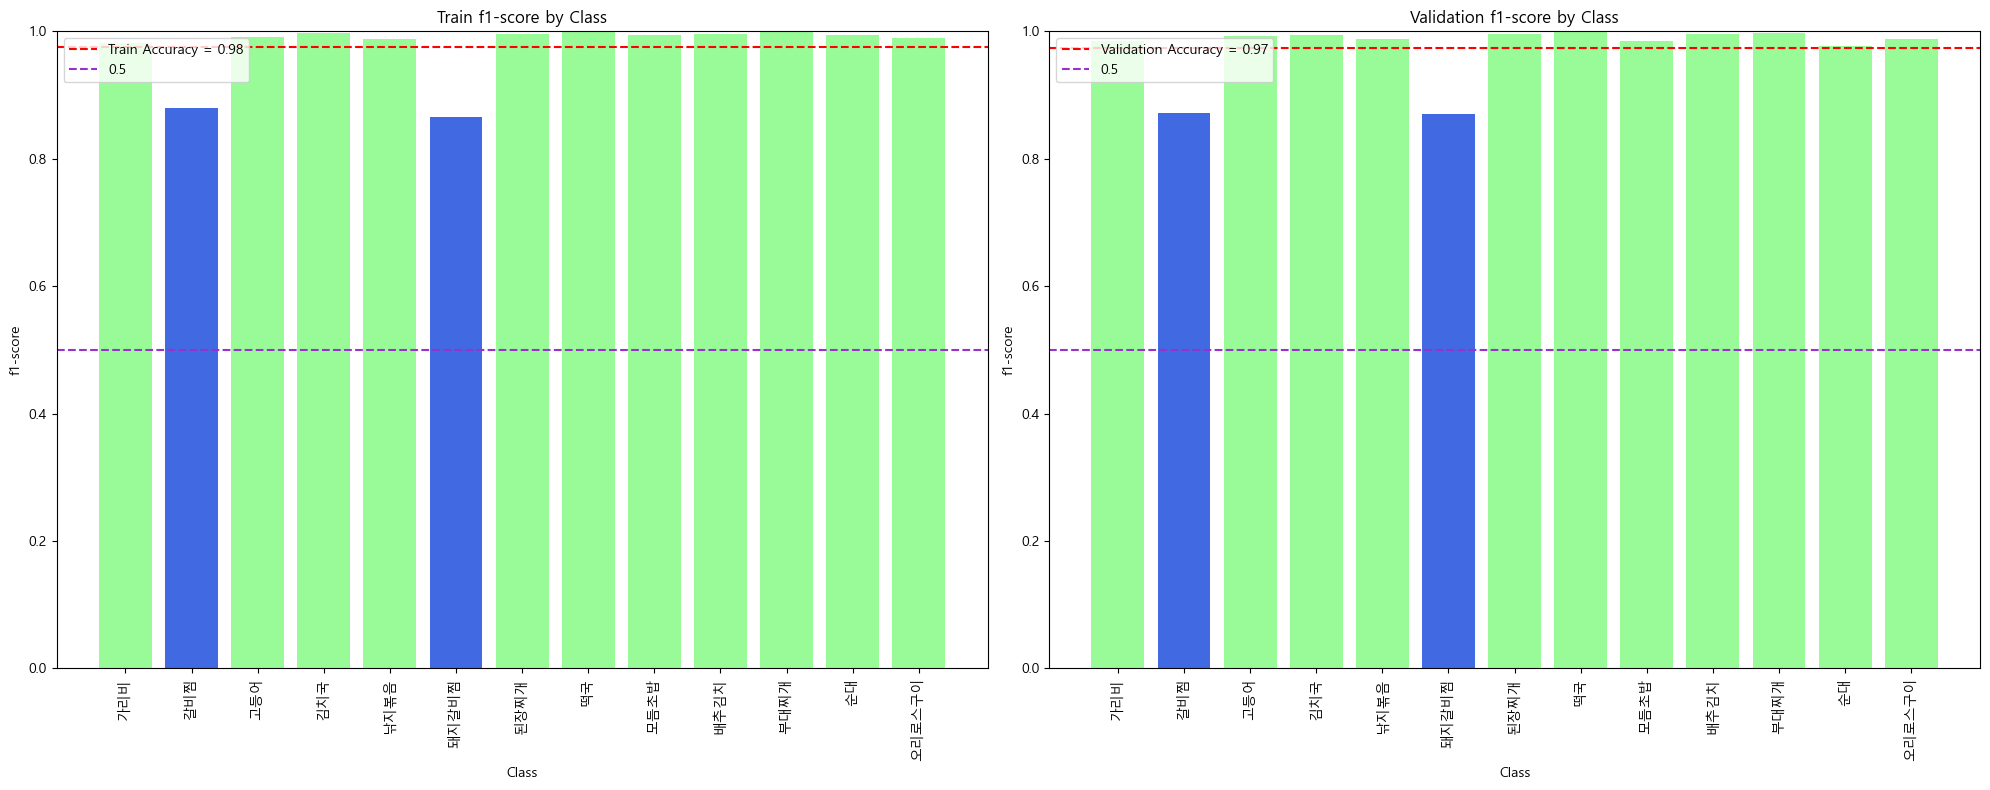 Train f1-score by Class
Train Accuracy = 0.98
0.5
f1-score
1.0
0.8
0.6
0.4
0.2
0.0
가리비
갈비찜
고등어
김치국
낚지볶음
돼지갈비찜
된장찌개
떡국
모듬초밥
배추김치
부대찌개
순대
오리로스구이
Class
Validation f1-score by Class
Validation Accuracy = 0.97
0.5
f1-score
1.0
0.8
0.6
0.4
0.2
0.0
가리비
갈비찜
고등어
김치국
낚지볶음
돼지갈비찜
된장찌개
떡국
모듬초밥
배추김치
부대찌개
순대
오리로스구이
Class